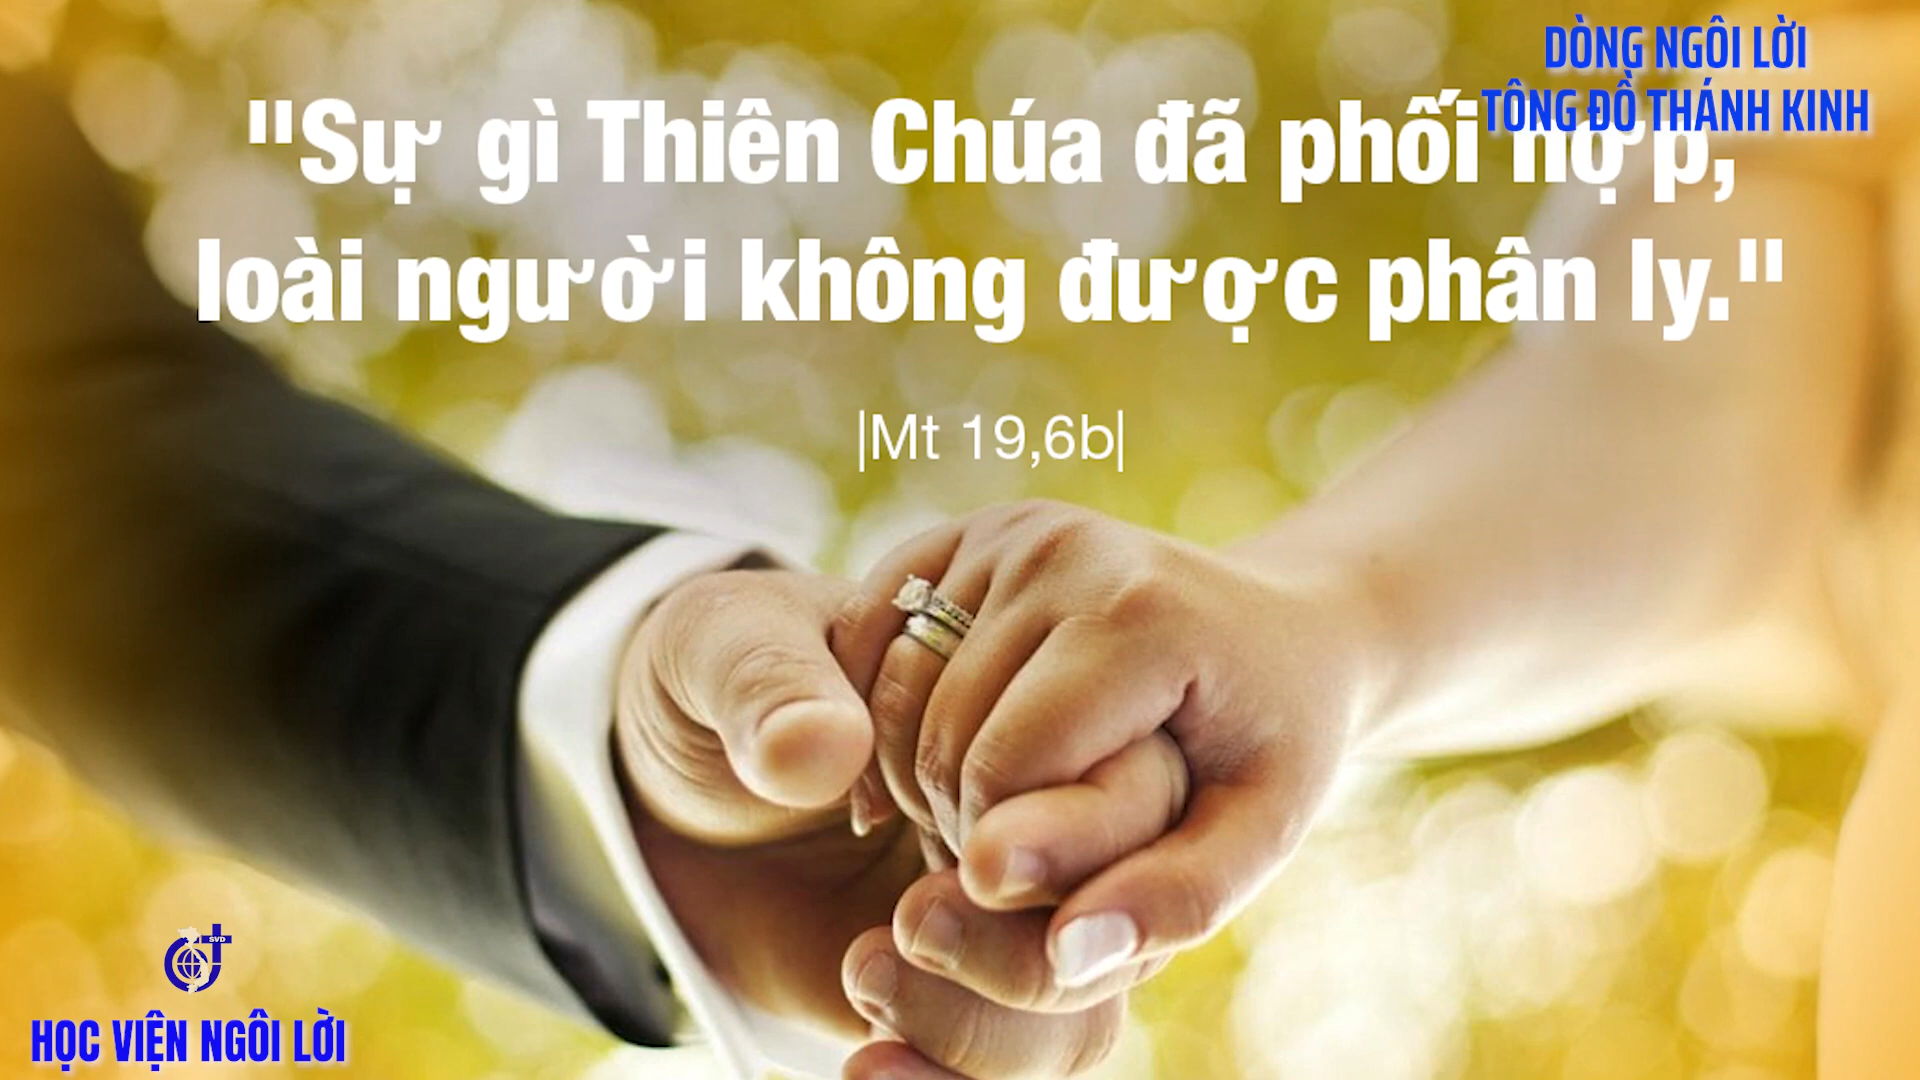 DÒNG NGÔI LỜI
TÔNG ĐỒ THÁNH KINH
"Sự gì Thiên Chúa đã phối hợp,
loài người không được phân ly."
|Mt 19,6b|
SVD
HỌC VIỆN NGÔI LỜI